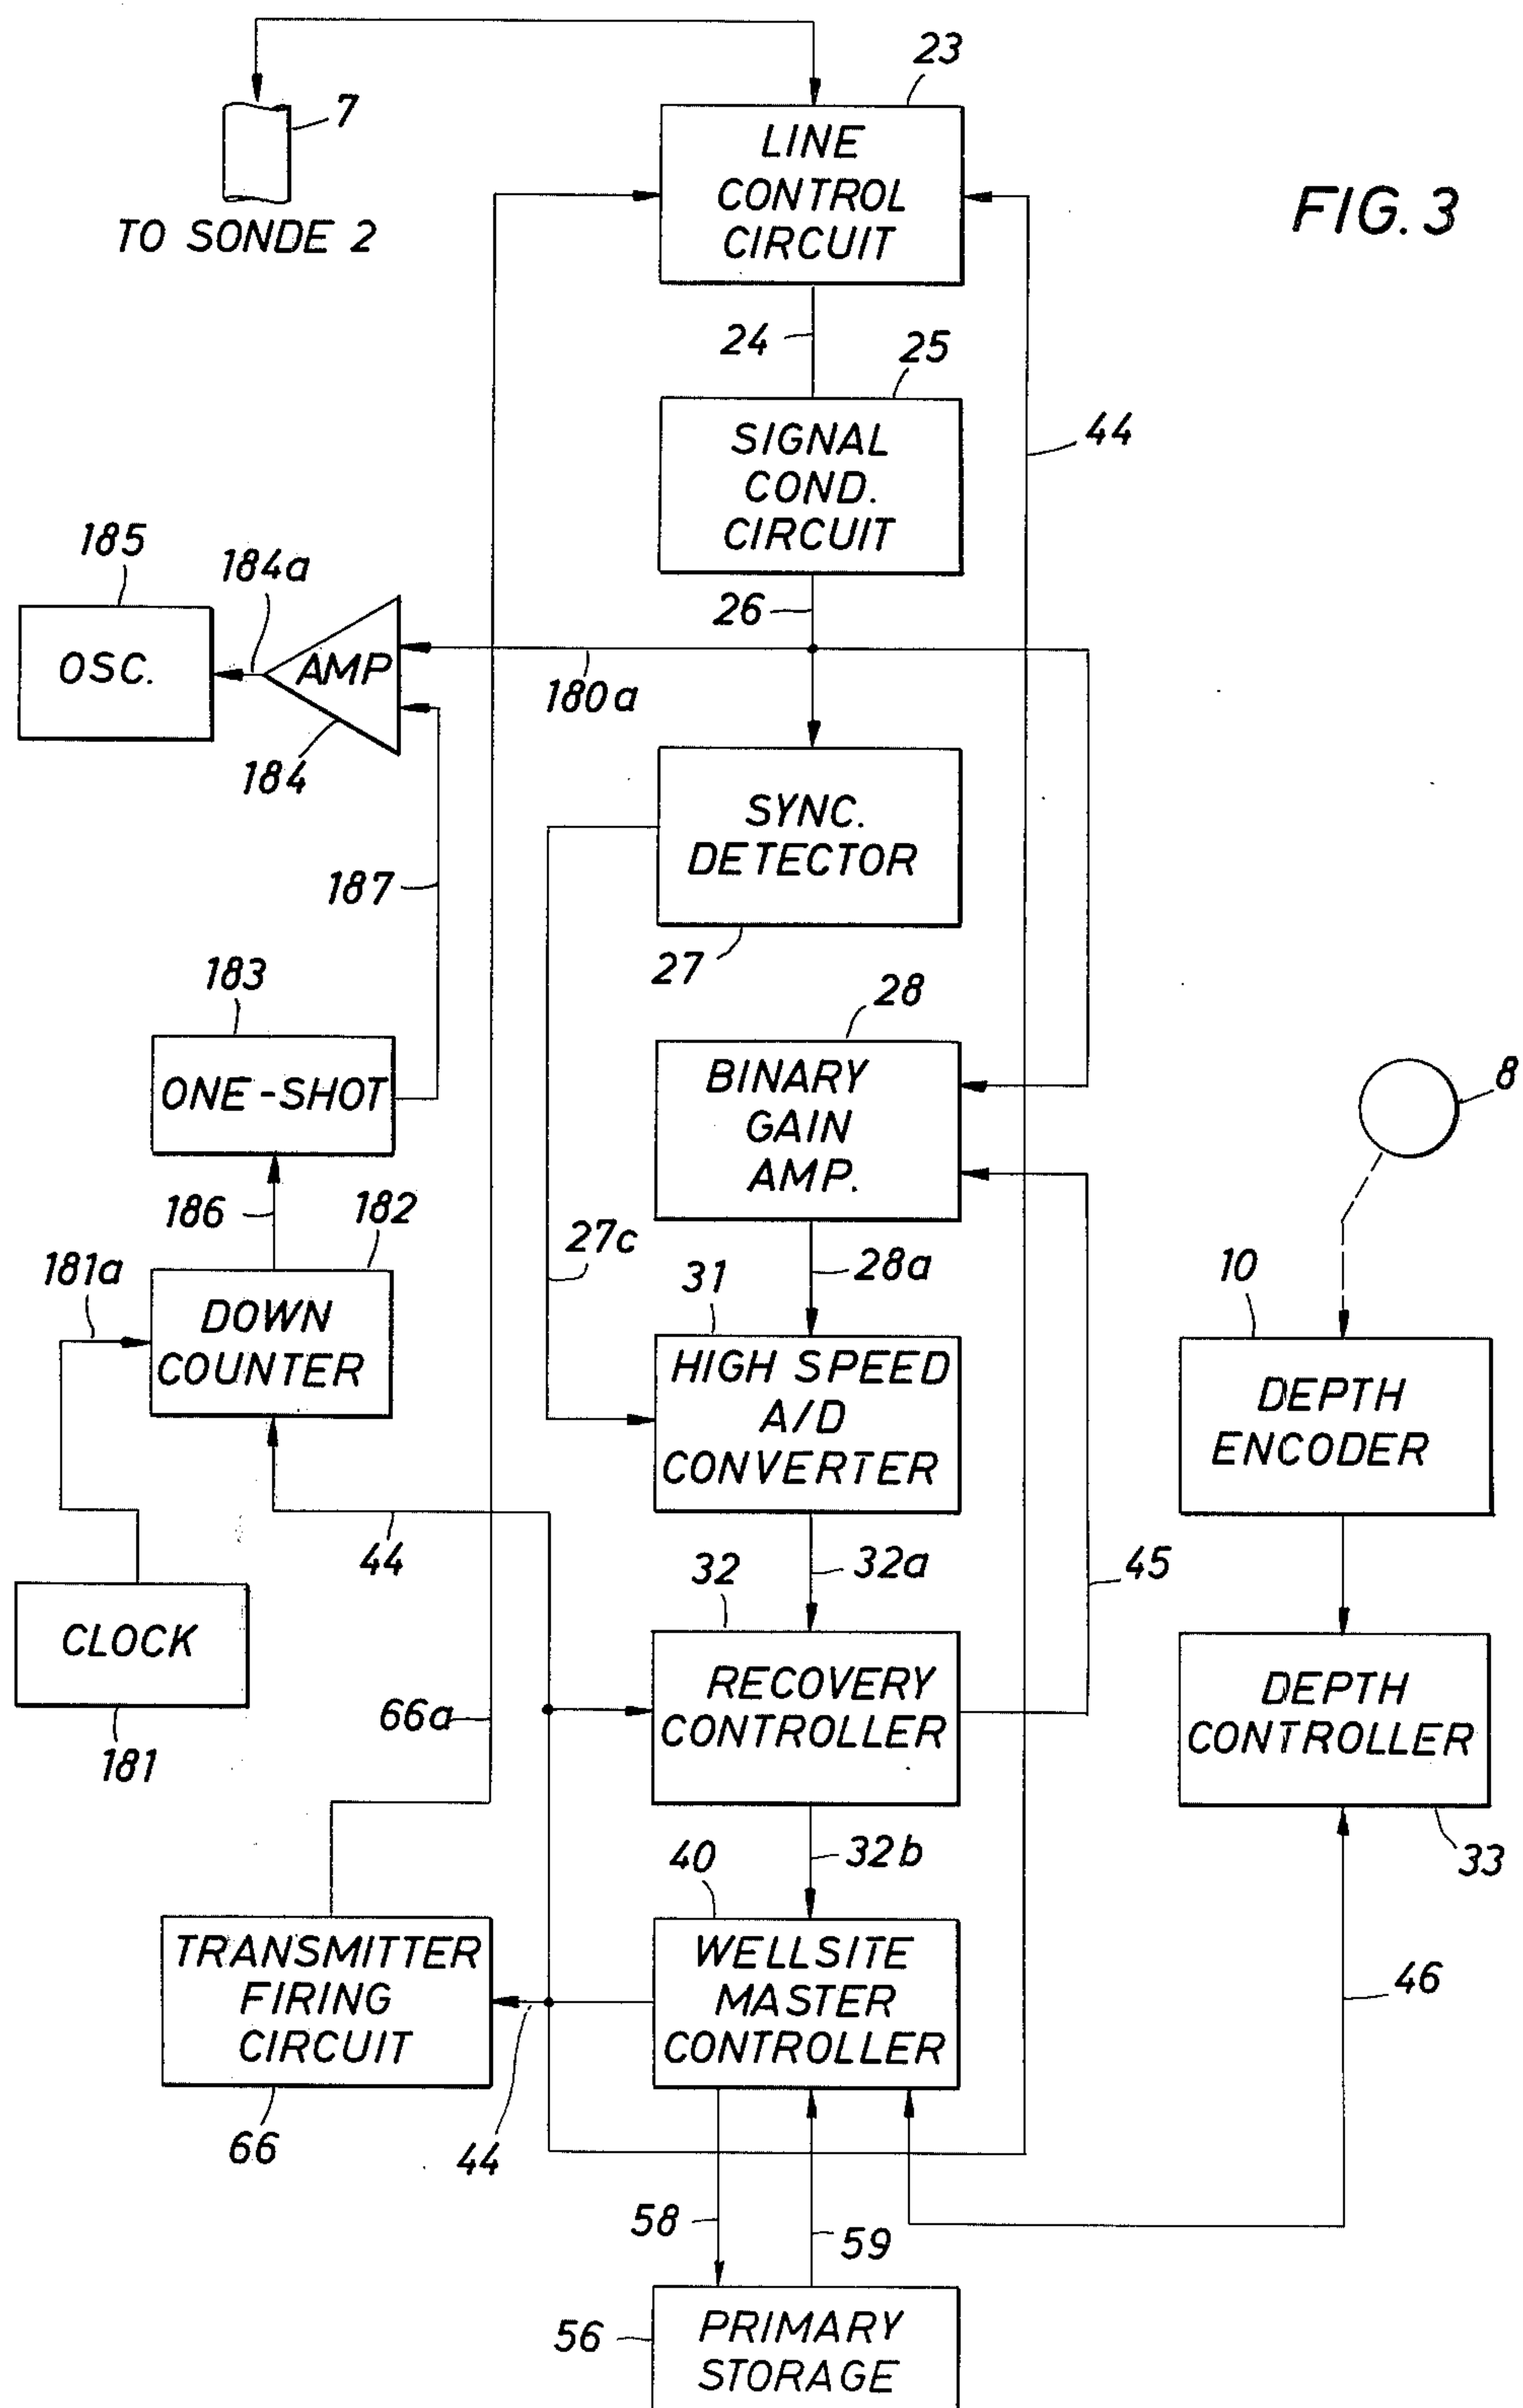 23
7
LINE
CONTROL
CIRCUIT
FIG. 3
TO SONDE 2
24
25
44
SIGNAL
COND.
CIRCUIT
185
184a
26
OSC.
AMP
180a
184
SYNC.
DETECTOR
187
27
183
28
ONE-SHOT
BINARY
GAIN
AMP.
8
186
182
27c
28a
181a
31
10
DOWN
COUNTER
HIGH SPEED
A/D
CONVERTER
DEPTH
ENCODER
44
32
32a
45
CLOCK
66a
RECOVERY
CONTROLLER
DEPTH
CONTROLLER
181
40
32b
33
TRANSMITTER
FIRING
CIRCUIT
WELLSITE
MASTER
CONTROLLER
46
66
44
58
59
56
PRIMARY
STORAGE